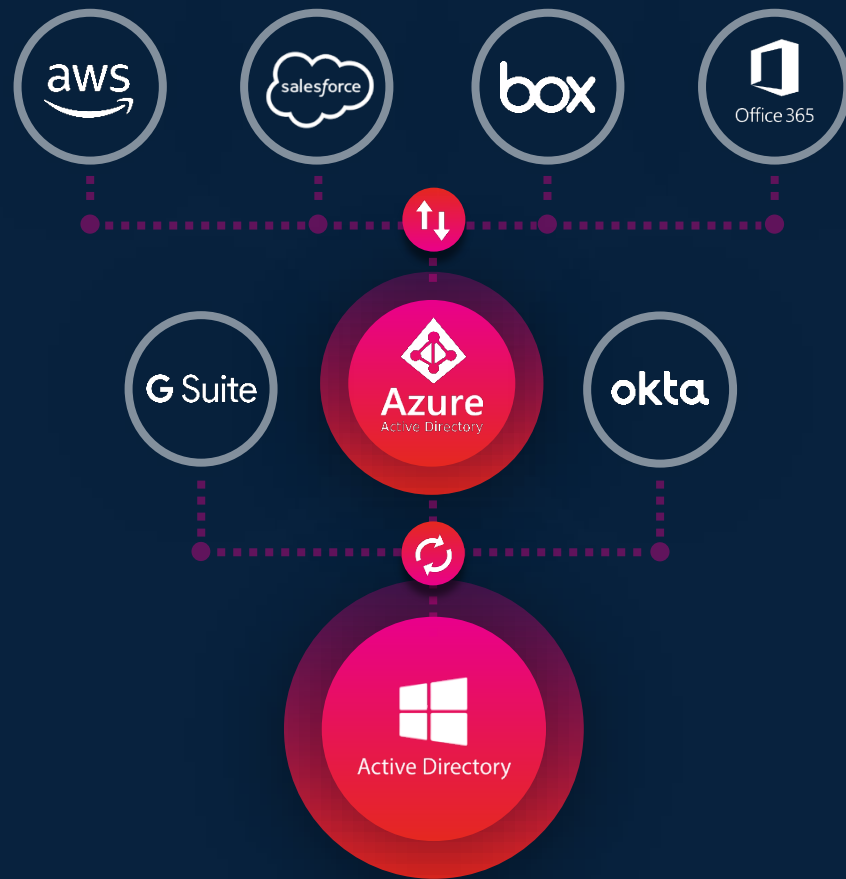 aws
salesforce
box
Office 365
G Suite
Azure
Active Directory
okta
Active Directory